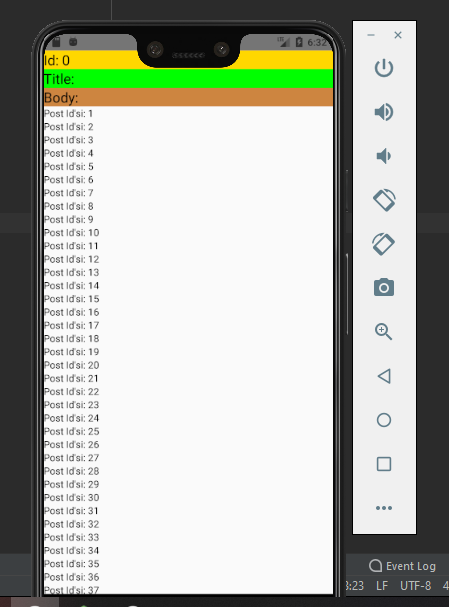 6:32
Id: 0
Title:
Body:
Post Id'si: 1
Post Id'si: 2
Post Id'si: 3
Post Id'si: 4
Post Id'si: 5
Post Id'si: 6
Post Id'si: 7
Post Id'si: 8
Post Id'si: 9
Post Id'si: 10
Post Id'si: 11
Post Id'si: 12
Post Id'si: 13
Post Id'si: 14
Post Id'si: 15
Post Id'si: 16
Post Id'si: 17
Post Id'si: 18
Post Id'si: 19
Post Id'si: 20
Post Id'si: 21
Post Id'si: 22
Post Id'si: 23
Post Id'si: 24
Post Id'si: 25
Post Id'si: 26
Post Id'si: 27
Post Id'si: 28
Post Id'si: 29
Post Id'si: 30
Post Id'si: 31
Post Id'si: 32
Post Id'si: 33
Post Id'si: 34
Post Id'si: 35
Post Id'si: 36
Post Id'si: 37
Event Log
3:23 LF UTF-8 4